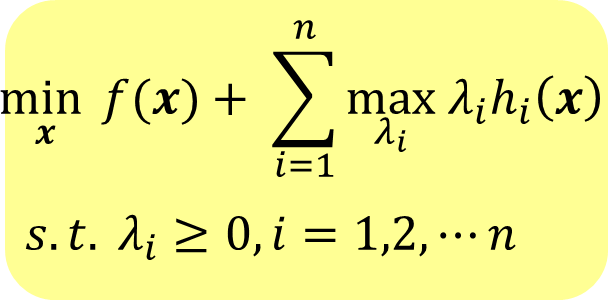 min_x f(x) + ∑_{i=1}^{n} max_{λ_i} λ_i h_i(x)
s.t. λ_i ≥ 0, i = 1,2,⋯n